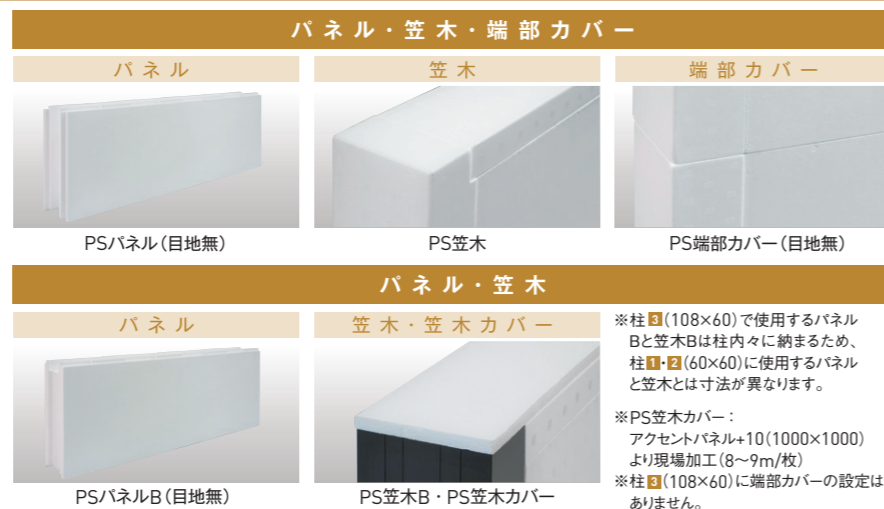 パネル・笠木・端部カバー
パネル
笠木
端部カバー
PSパネル（目地無）
PS笠木
PS端部カバー（目地無）
パネル・笠木
パネル
笠木・笠木カバー
PSパネルB（目地無）
PS笠木B・PS笠木カバー
※柱3（108×60）で使用するパネル
Bと笠木Bは柱内々に納まるため、
柱1・2（60×60）に使用するパネル
と笠木とは寸法が異なります。
※PS笠木カバー：
アクセントパネル+10（1000×1000）
より現場加工（8～9m/枚）
※柱3（108×60）に端部カバーの設定は
ありません。